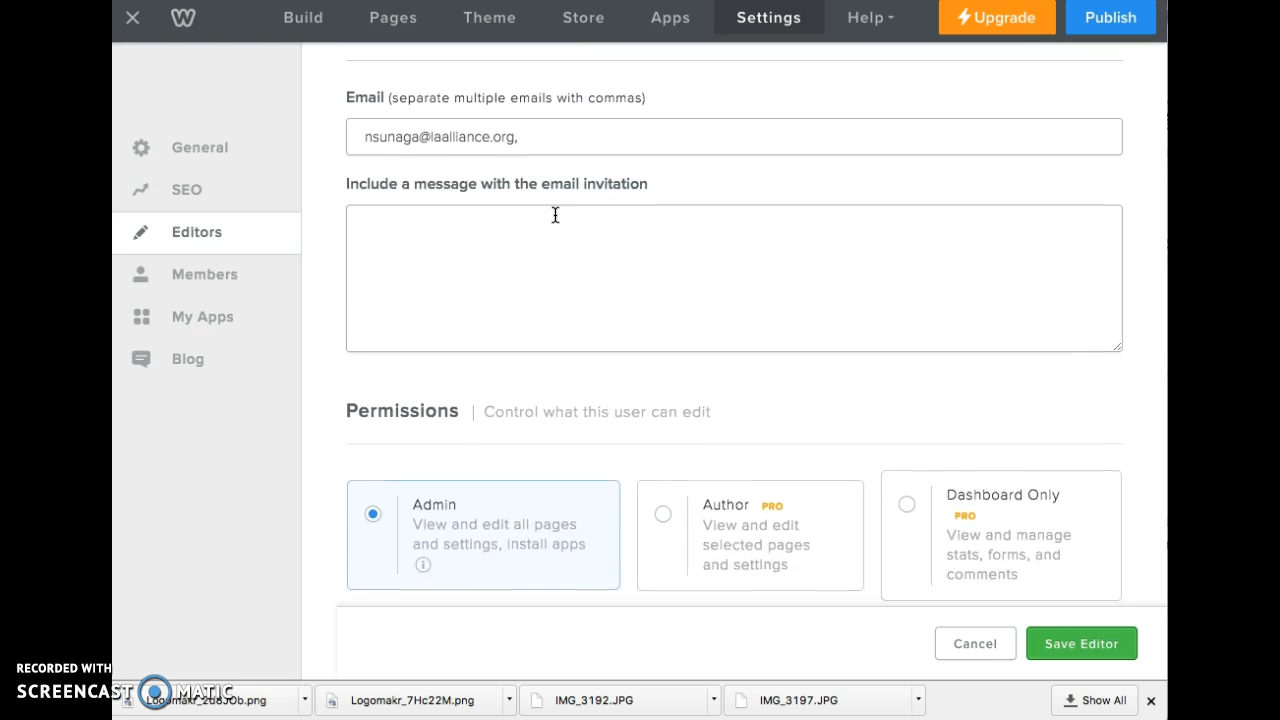 Build Pages Theme Store Apps Settings Help Upgrade Publish
Email (separate multiple emails with commas)
nsunaga@laalliance.org,
Include a message with the email invitation
General
SEO
Editors
Members
My Apps
Blog
Permissions | Control what this user can edit
Admin
View and edit all pages
and settings, install apps
Author PRO
View and edit
selected pages
and settings
Dashboard Only
PRO
View and manage
stats, forms, and
comments
Cancel Save Editor
RECORDED WITH
SCREENCAST MATIC
Logomakr_7Hc22M.png IMG_3192.JPG IMG_3197.JPG Show All